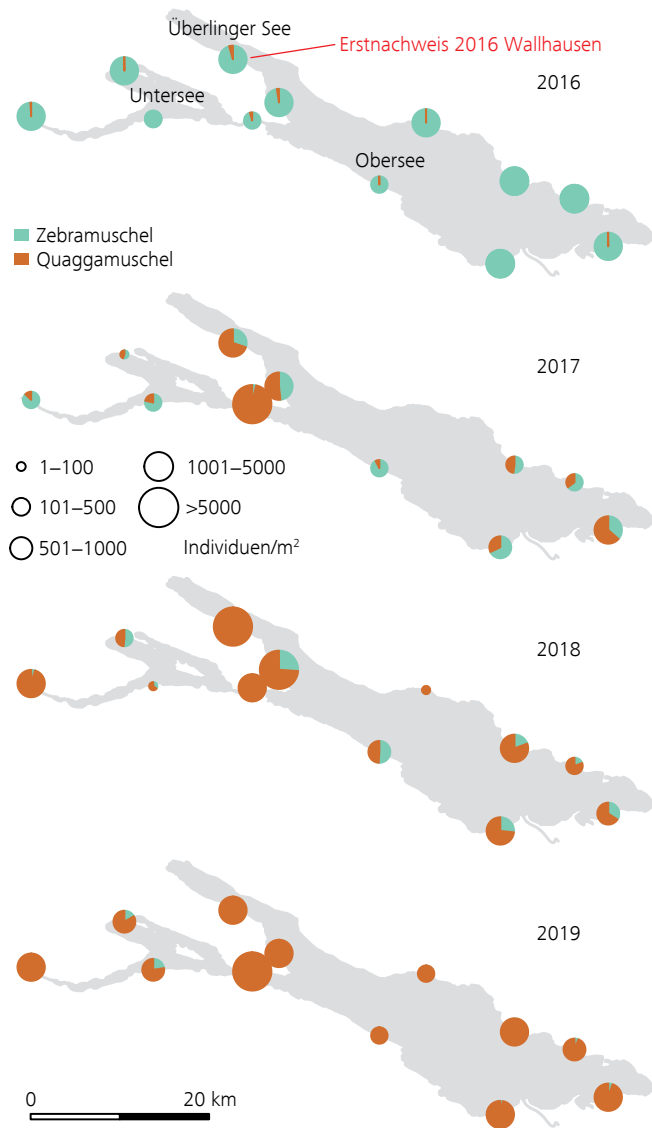 Überlinger See
Erstnachweis 2016 Wallhausen
2016
Untersee
Obersee
Zebramuschel
Quaggamuschel
2017
1–100
1001–5000
101–500
>5000
501–1000
Individuen/m²
2018
2019
0 20 km